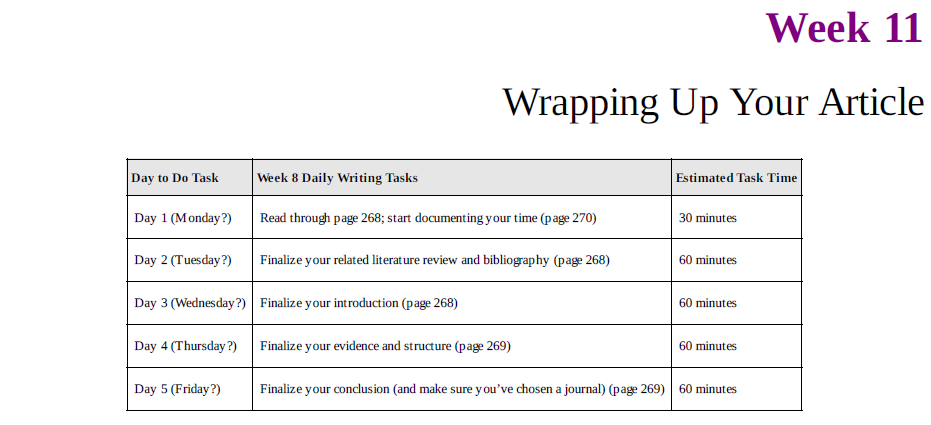 Week 11
Wrapping Up Your Article
Day to Do Task Week 8 Daily Writing Tasks Estimated Task Time
Day 1 (Monday?) Read through page 268; start documenting your time (page 270) 30 minutes
Day 2 (Tuesday?) Finalize your related literature review and bibliography (page 268) 60 minutes
Day 3 (Wednesday?) Finalize your introduction (page 268) 60 minutes
Day 4 (Thursday?) Finalize your evidence and structure (page 269) 60 minutes
Day 5 (Friday?) Finalize your conclusion (and make sure you’ve chosen a journal) (page 269) 60 minutes